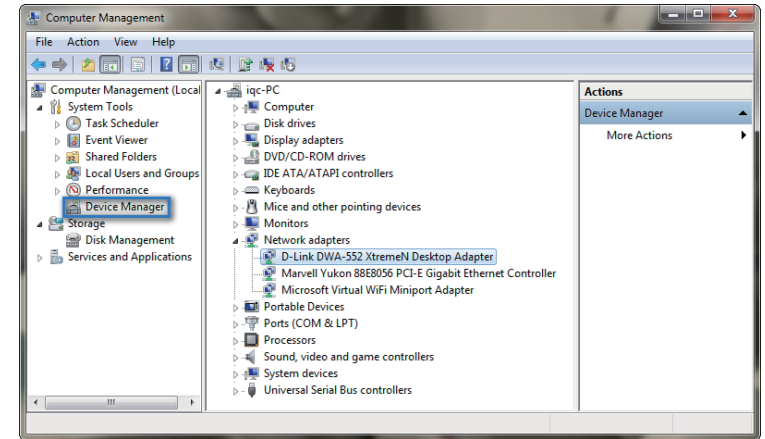 Computer Management
File Action View Help
Computer Management (Local
System Tools
Task Scheduler
Event Viewer
Shared Folders
Local Users and Groups
Performance
Device Manager
Storage
Disk Management
Services and Applications
iqc-PC
Computer
Disk drives
Display adapters
DVD/CD-ROM drives
IDE ATA/ATAPI controllers
Keyboards
Mice and other pointing devices
Monitors
Network adapters
D-Link DWA-552 XtremeN Desktop Adapter
Marvell Yukon 88E8056 PCI-E Gigabit Ethernet Controller
Microsoft Virtual WiFi Miniport Adapter
Portable Devices
Ports (COM & LPT)
Processors
Sound, video and game controllers
System devices
Universal Serial Bus controllers
Actions
Device Manager
More Actions